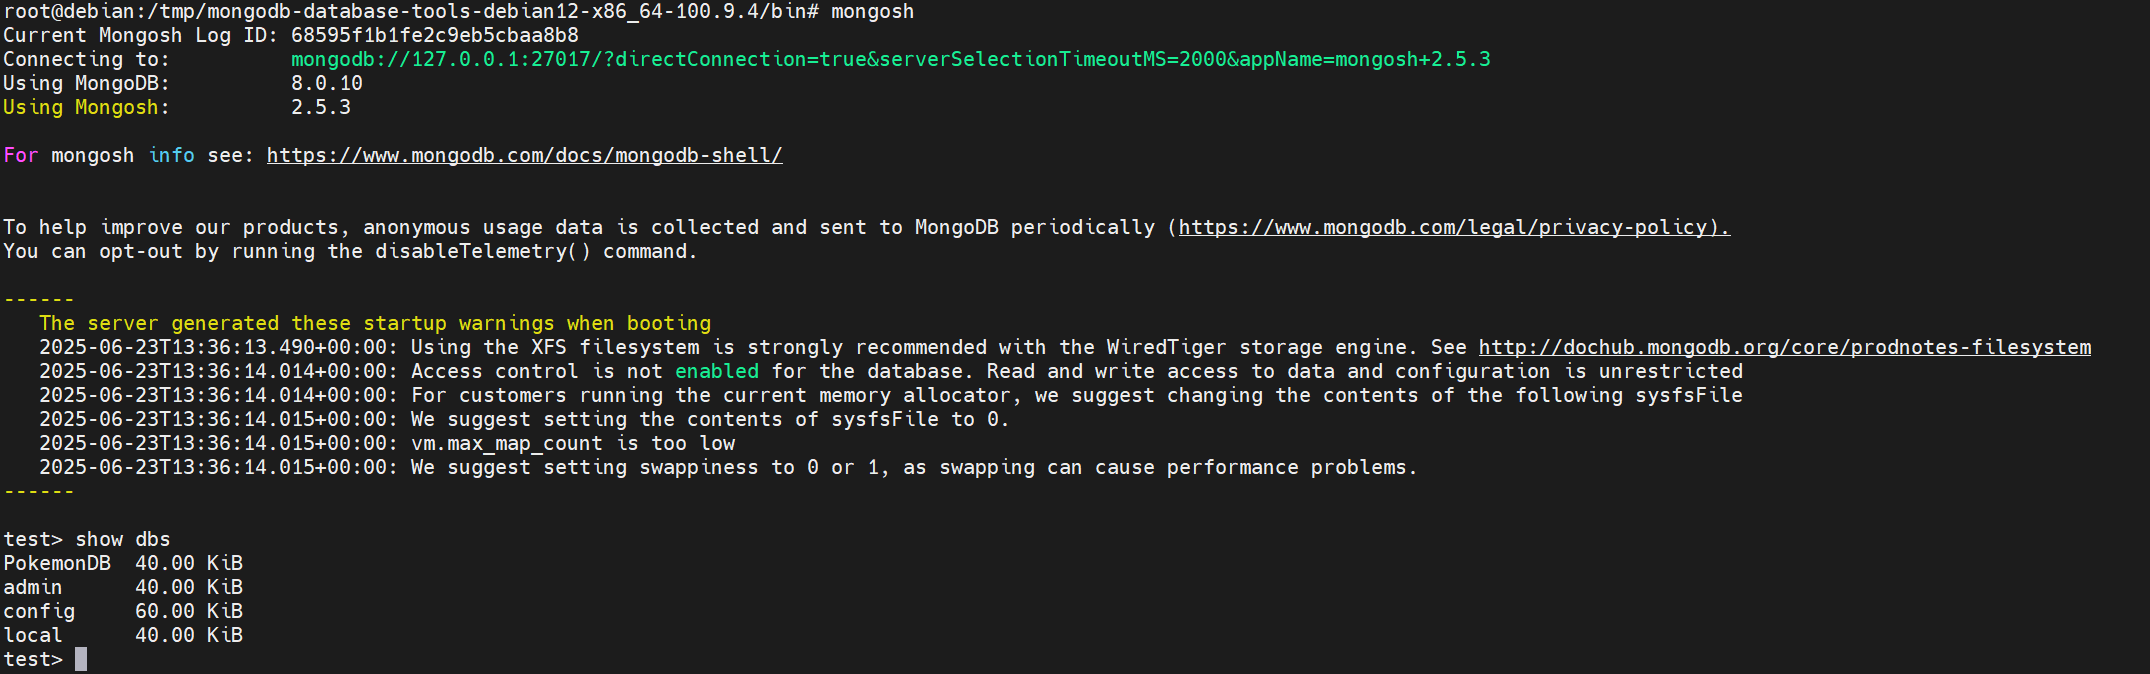 root@debian:/tmp/mongodb-database-tools-debian12-x86_64-100.9.4/bin# mongosh
Current Mongosh Log ID: 68595f1b1fe2c9eb5cbaa8b8
Connecting to:          mongodb://127.0.0.1:27017/?directConnection=true&serverSelectionTimeoutMS=2000&appName=mongosh+2.5.3
Using MongoDB:          8.0.10
Using Mongosh:          2.5.3
For mongosh info see: https://www.mongodb.com/docs/mongodb-shell/
To help improve our products, anonymous usage data is collected and sent to MongoDB periodically (https://www.mongodb.com/legal/privacy-policy).
You can opt-out by running the disableTelemetry() command.
------
   The server generated these startup warnings when booting
   2025-06-23T13:36:13.490+00:00: Using the XFS filesystem is strongly recommended with the WiredTiger storage engine. See http://dochub.mongodb.org/core/prodnotes-filesystem
   2025-06-23T13:36:14.014+00:00: Access control is not enabled for the database. Read and write access to data and configuration is unrestricted
   2025-06-23T13:36:14.014+00:00: For customers running the current memory allocator, we suggest changing the contents of the following sysfsFile
   2025-06-23T13:36:14.015+00:00: We suggest setting the contents of sysfsFile to 0.
   2025-06-23T13:36:14.015+00:00: vm.max_map_count is too low
   2025-06-23T13:36:14.015+00:00: We suggest setting swappiness to 0 or 1, as swapping can cause performance problems.
------
test> show dbs
PokemonDB  40.00 KiB
admin      40.00 KiB
config     60.00 KiB
local      40.00 KiB
test>